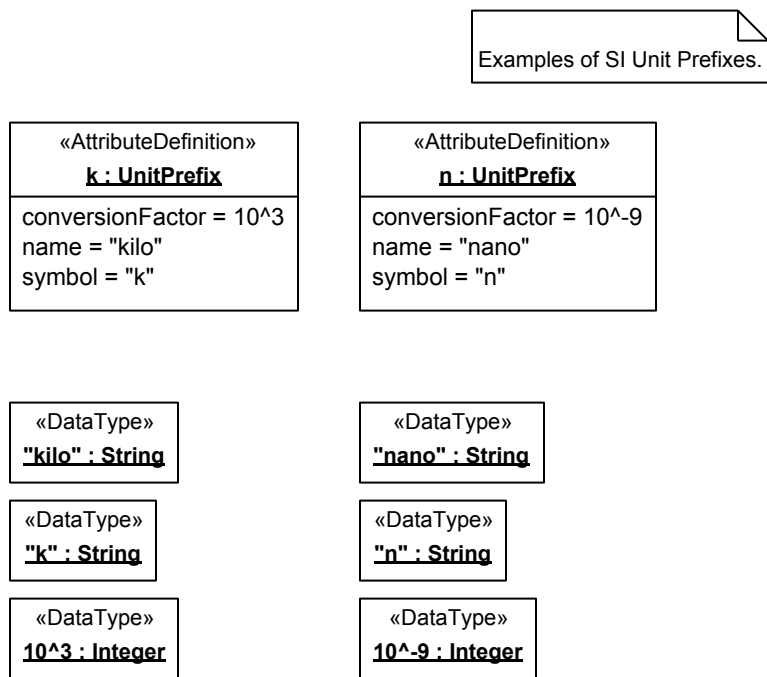 Examples of SI Unit Prefixes.
«AttributeDefinition»
k : UnitPrefix
conversionFactor = 10^3
name = "kilo"
symbol = "k"
«AttributeDefinition»
n : UnitPrefix
conversionFactor = 10^-9
name = "nano"
symbol = "n"
«DataType»
"kilo" : String
«DataType»
"nano" : String
«DataType»
"k" : String
«DataType»
"n" : String
«DataType»
10^3 : Integer
«DataType»
10^-9 : Integer